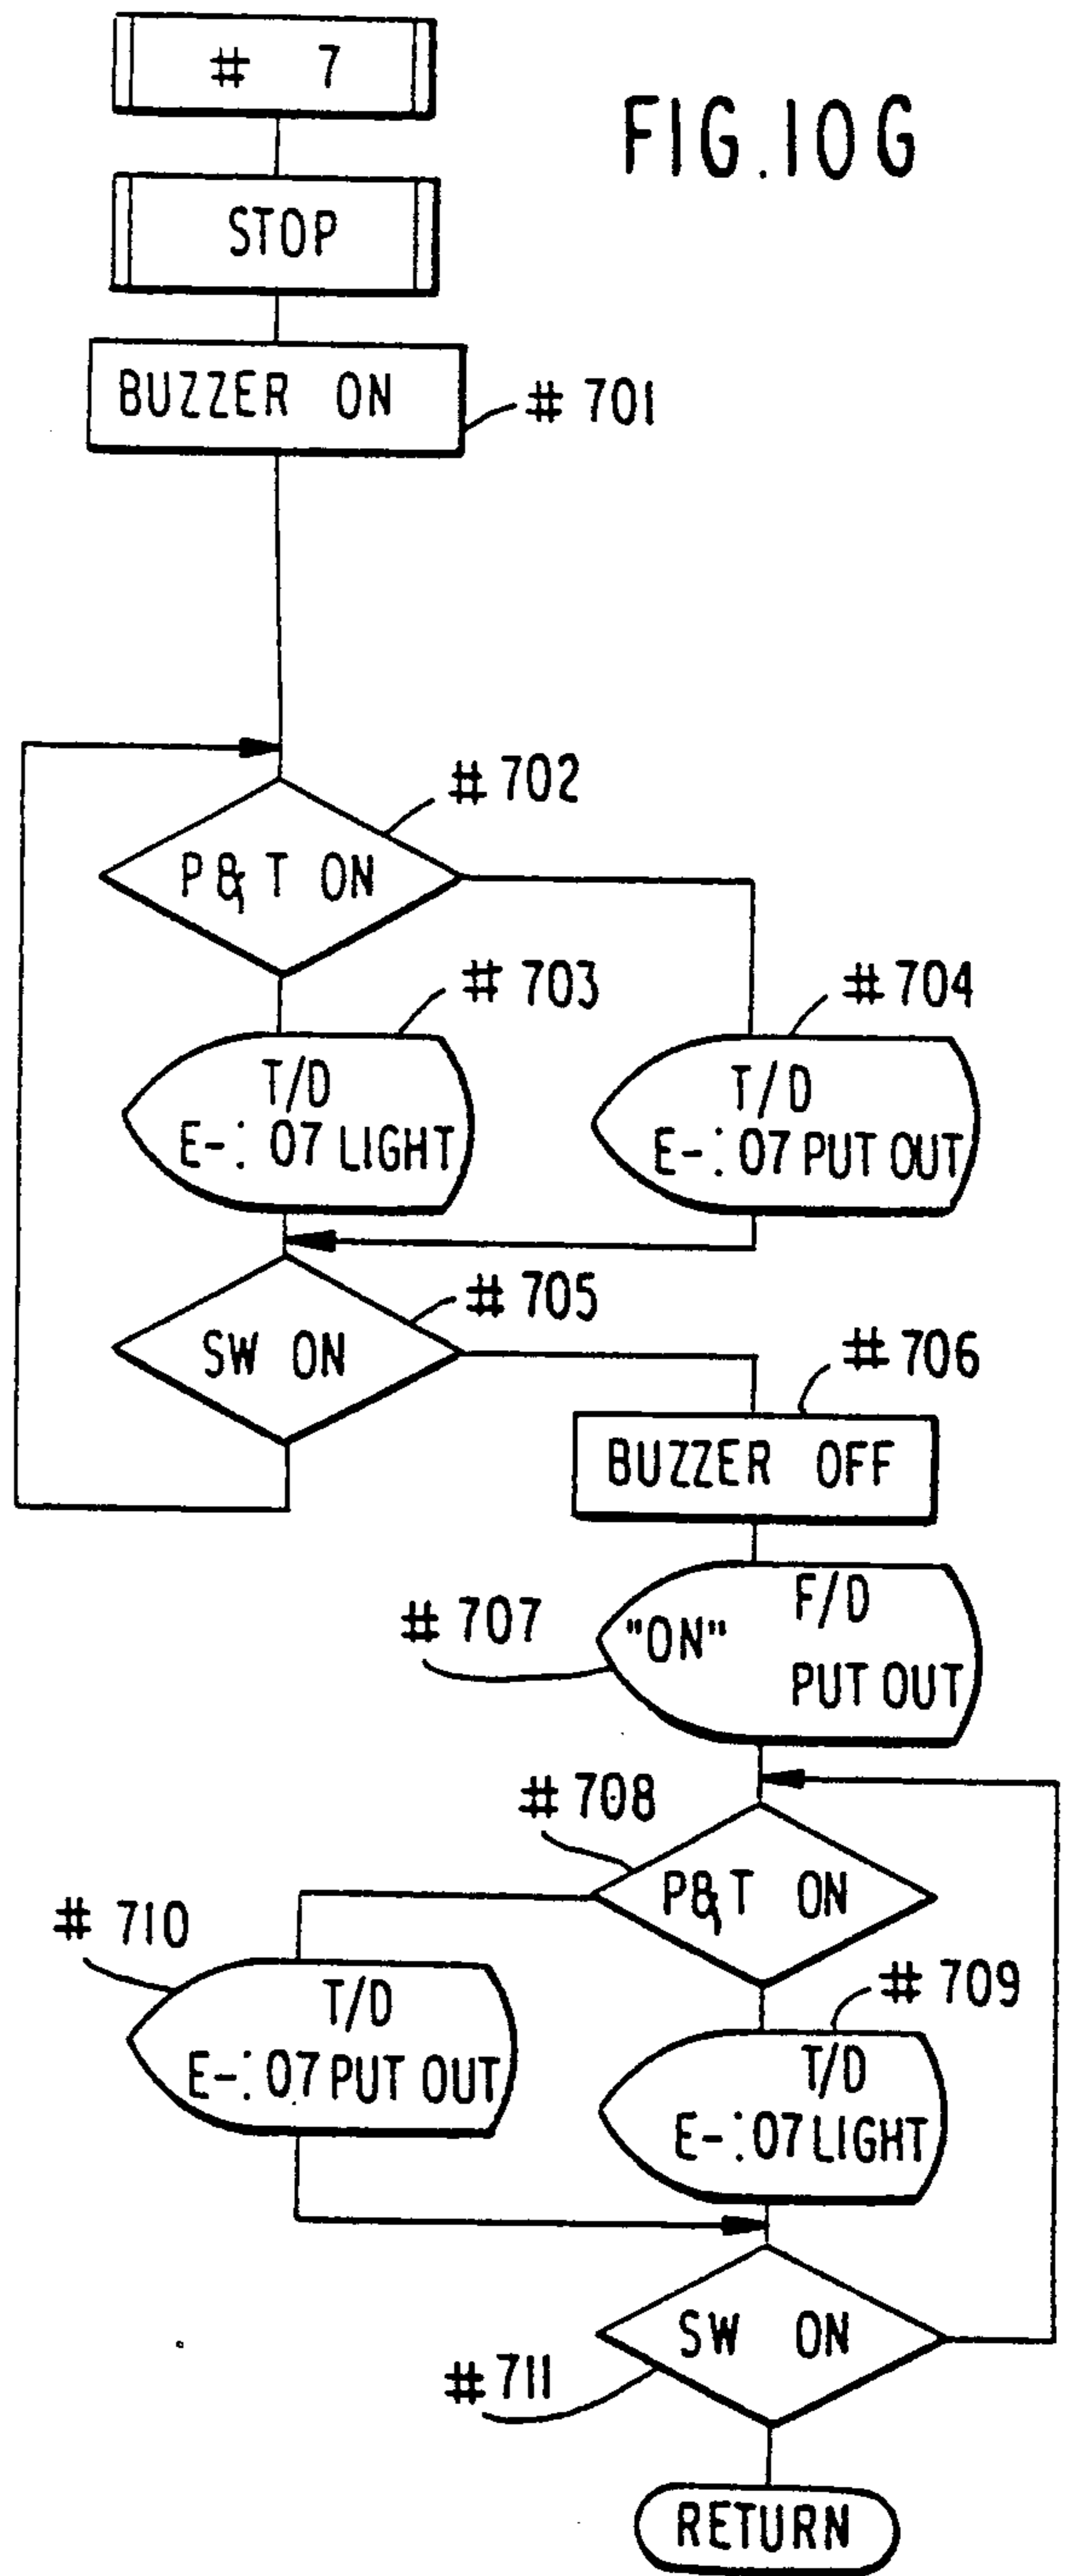 # 7
FIG. 10G
STOP
BUZZER ON
# 701
# 702
P & T ON
# 703
# 704
T/D
E-: 07 LIGHT
T/D
E-: 07 PUT OUT
# 705
SW ON
# 706
BUZZER OFF
# 707
"ON" F/D
PUT OUT
# 708
P & T ON
# 710
T/D
E-: 07 PUT OUT
# 709
T/D
E-: 07 LIGHT
SW ON
# 711
RETURN